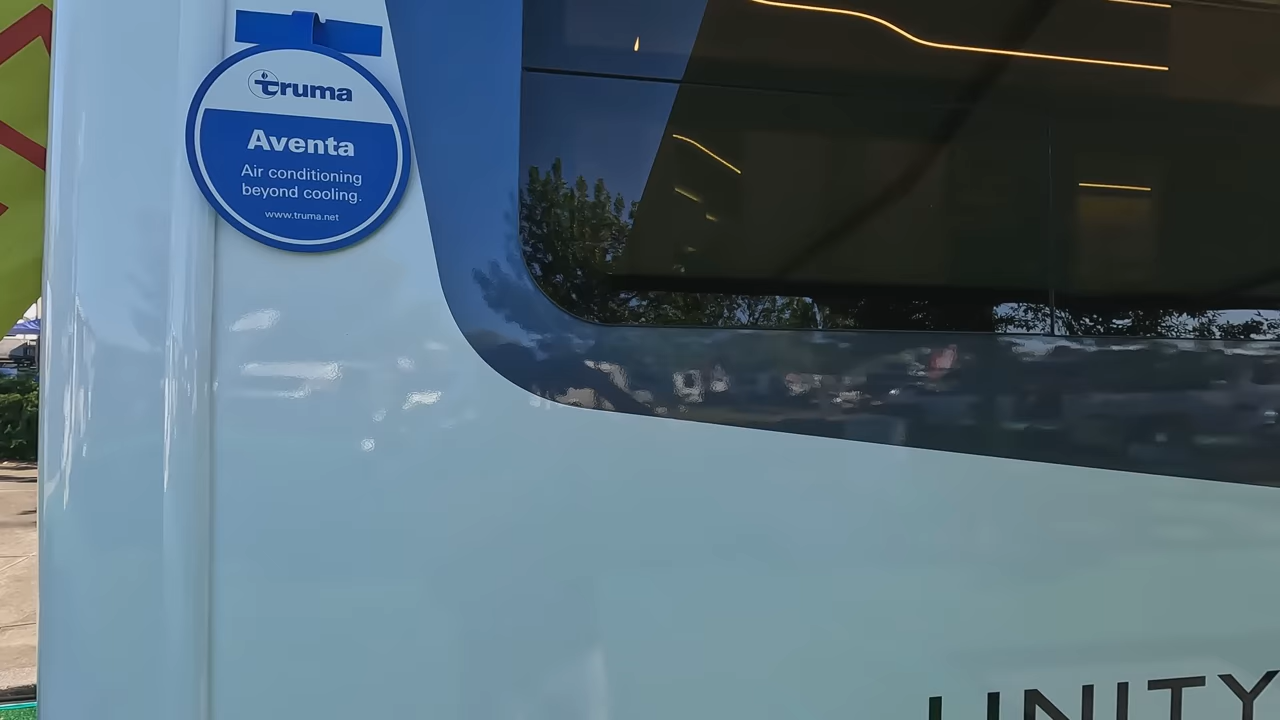 truma
Aventa
Air conditioning
beyond cooling.
www.truma.net
UNITY